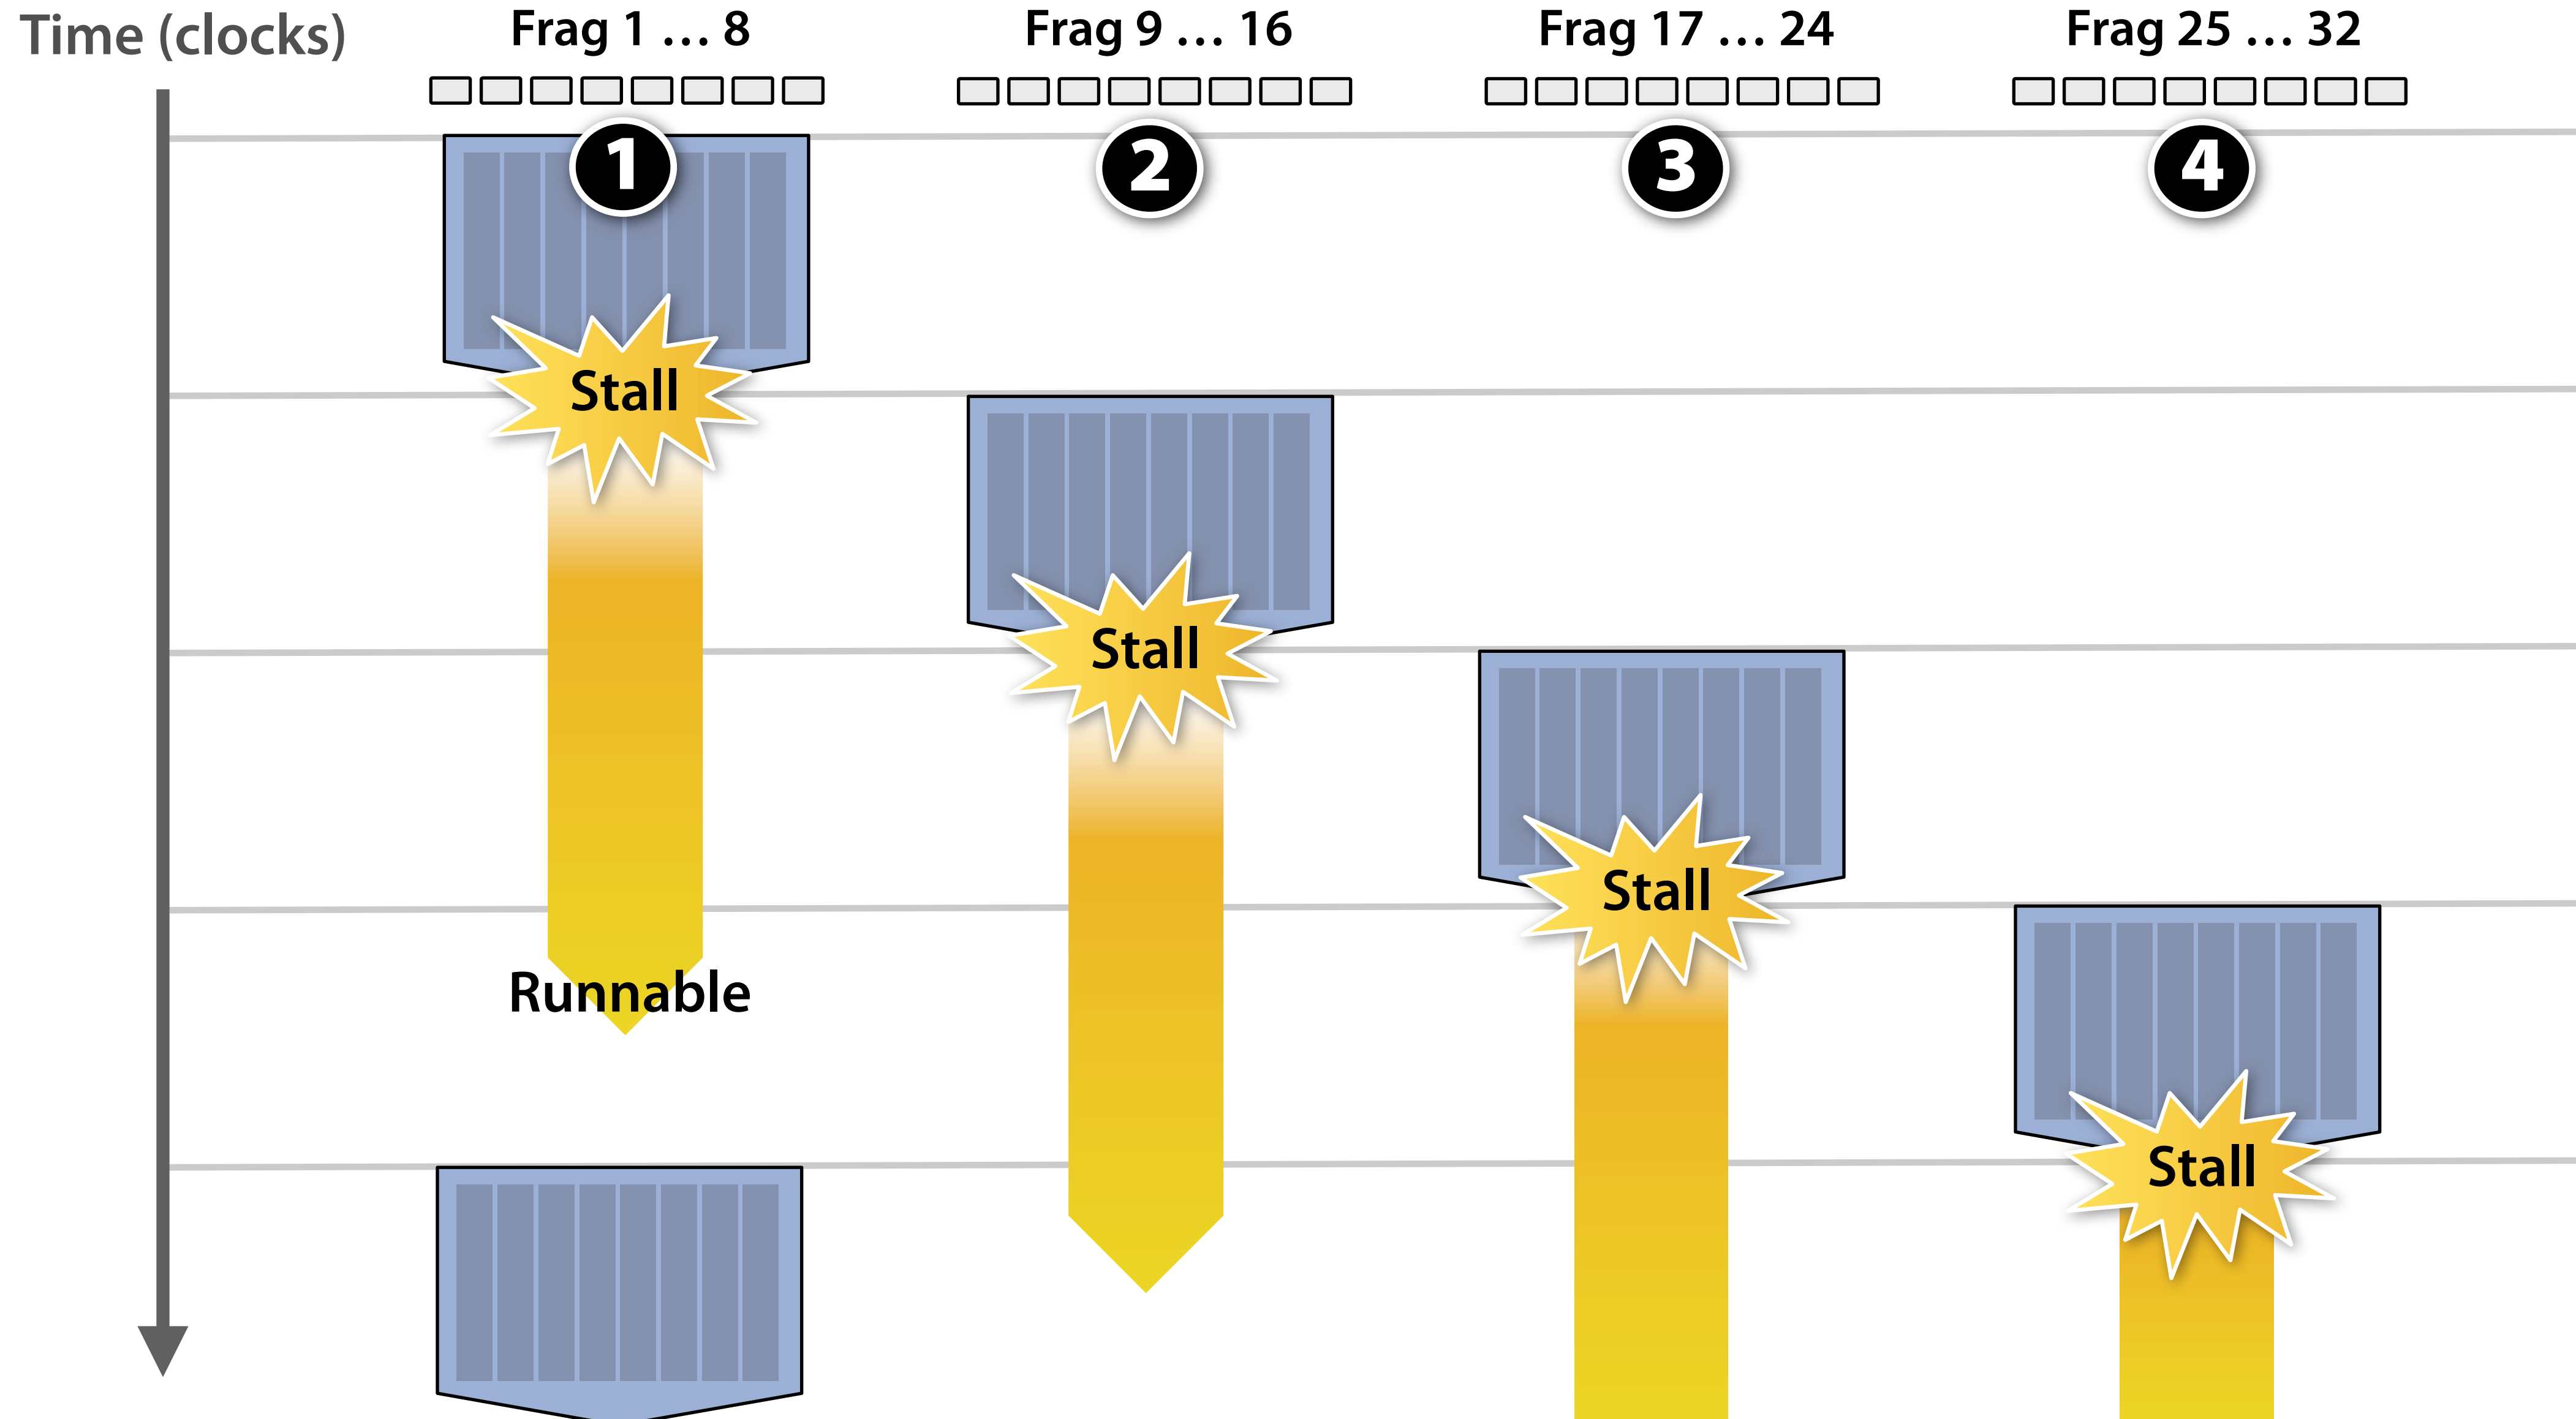 Time (clocks)
Frag 1 … 8
Frag 9 … 16
Frag 17 … 24
Frag 25 … 32
1
2
3
4
Stall
Stall
Stall
Runnable
Stall